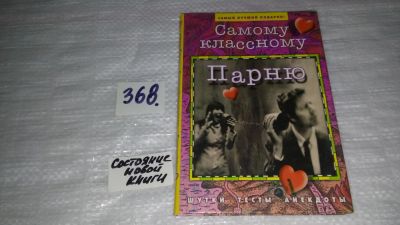 368.
Состояние
новой
книги
САМЫЙ ЛУЧШИЙ ПОДАРОК!
Самому
классному
Парню
ШУТКИ ТЕСТЫ АНЕКДОТЫ